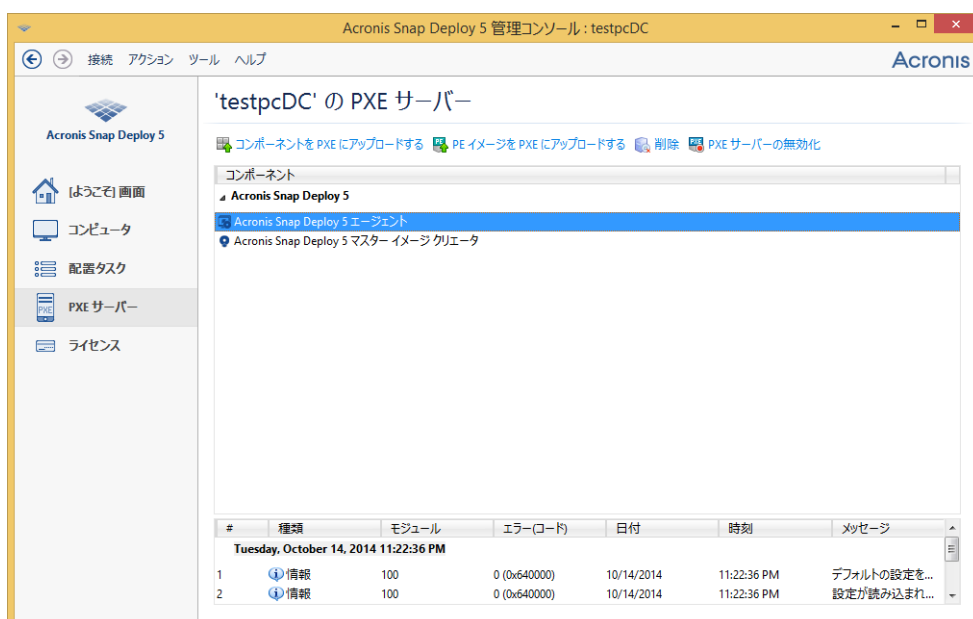 Acronis Snap Deploy 5 管理コンソール : testpcDC
接続 アクション ツール ヘルプ
Acronis
Acronis Snap Deploy 5
[ようこそ] 画面
コンピュータ
配置タスク
PXE
PXE サーバー
ライセンス
'testpcDC' の PXE サーバー
コンポーネントを PXE にアップロードする PE イメージを PXE にアップロードする 削除 PXE サーバーの無効化
コンポーネント
Acronis Snap Deploy 5
Acronis Snap Deploy 5 エージェント
Acronis Snap Deploy 5 マスター イメージ クリエータ
# 種類 モジュール エラー(コード) 日付 時刻 メッセージ
Tuesday, October 14, 2014 11:22:36 PM
1 情報 100 0 (0x640000) 10/14/2014 11:22:36 PM デフォルトの設定を...
2 情報 100 0 (0x640000) 10/14/2014 11:22:36 PM 設定が読み込まれ...